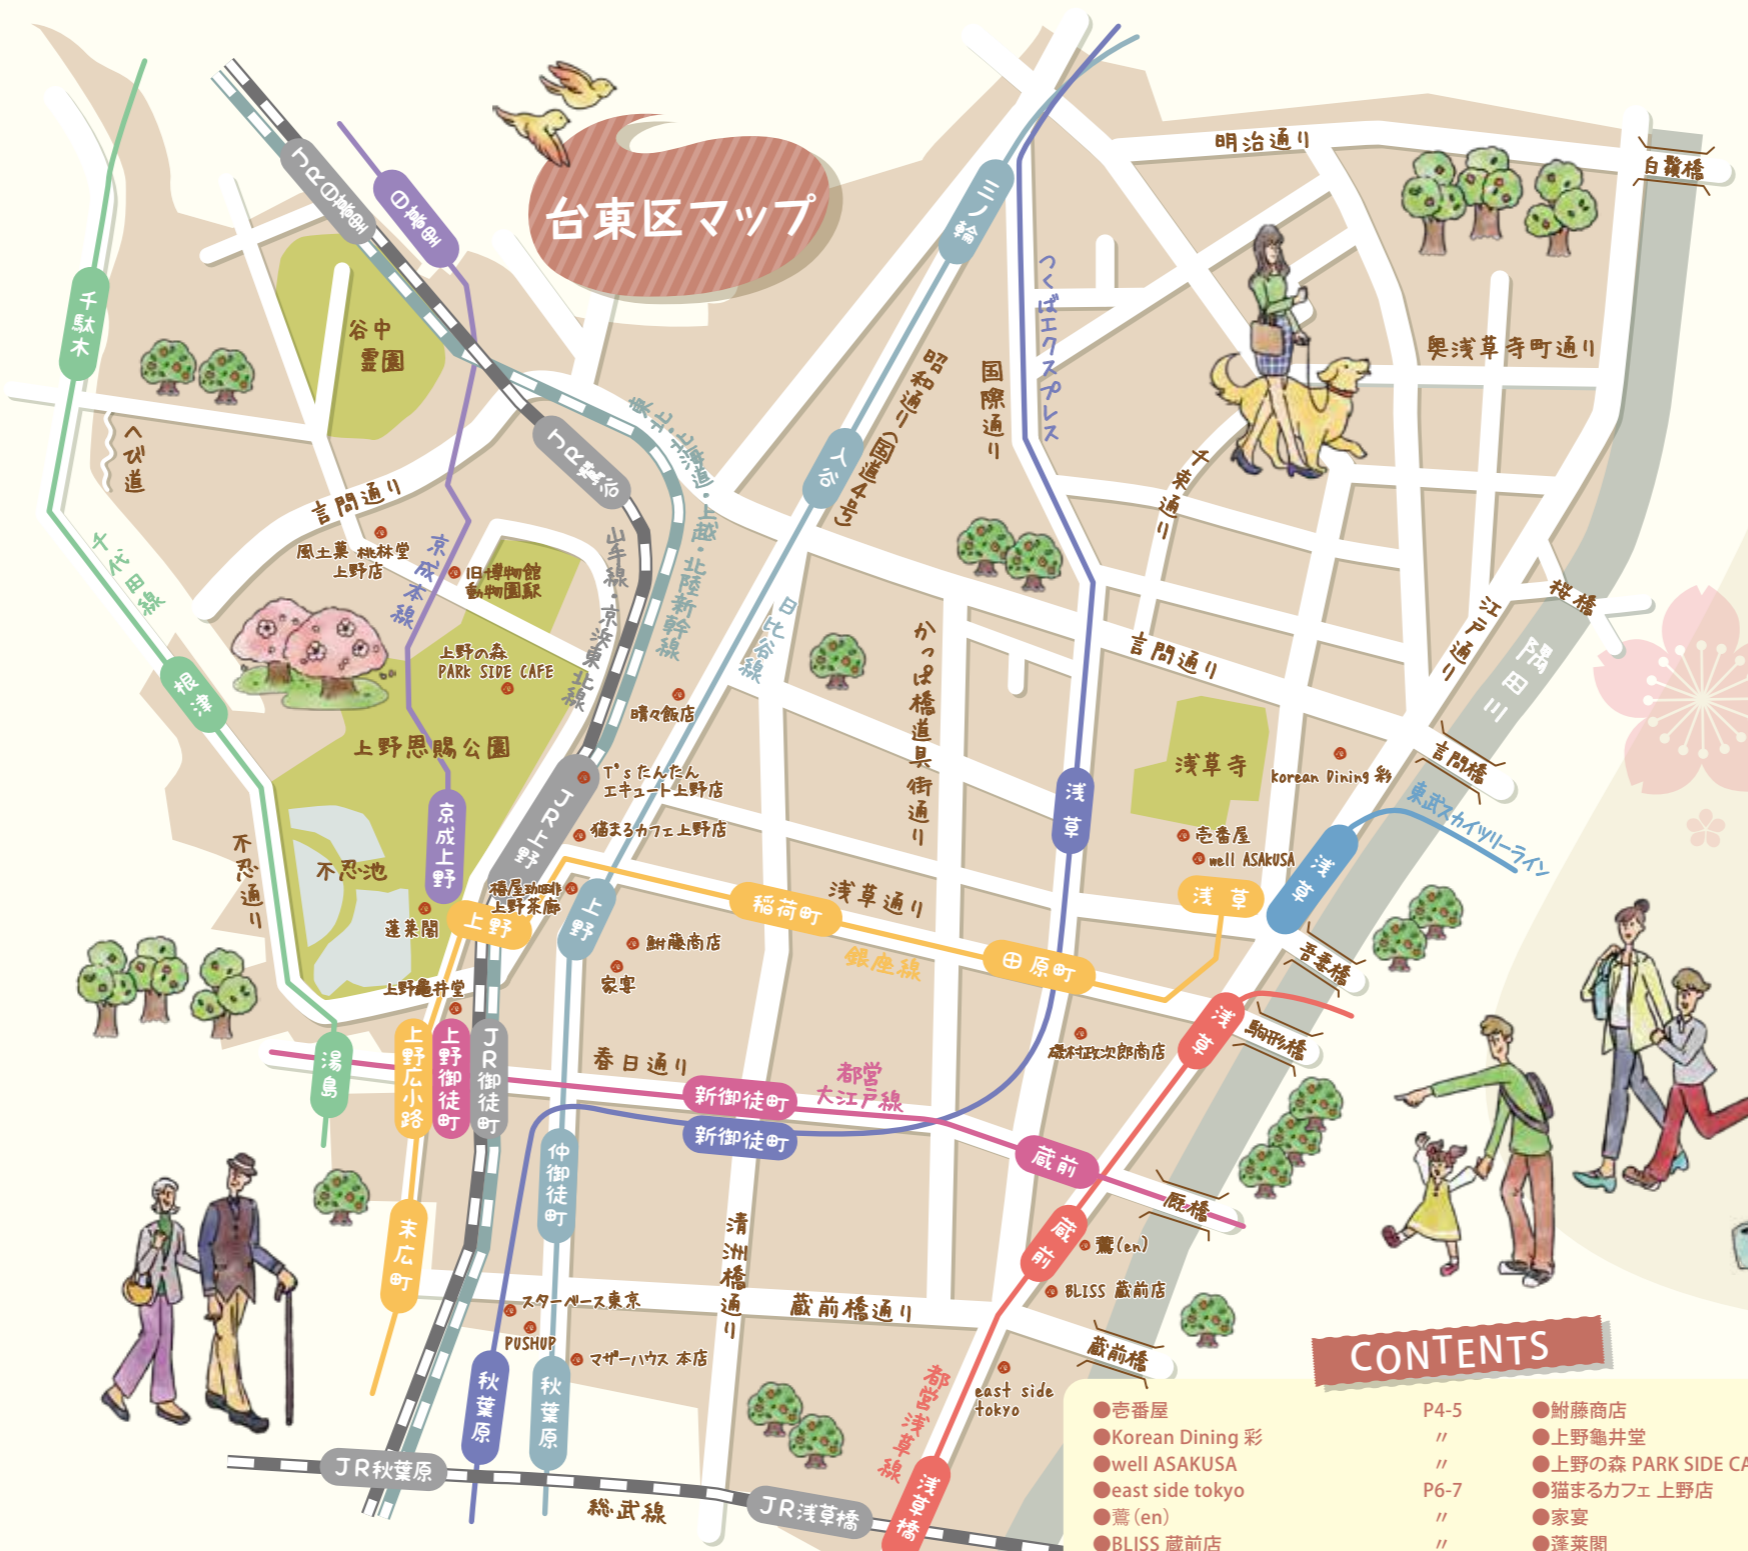 台東区マップ
JR日暮里
日暮里
三ノ輪
明治通り
白鬚橋
千駄木
谷中
霊園
つくばエクスプレス
昭和通り(国道4号)
国際通り
奥浅草寺町通り
へび道
東北・北海道・上越・北陸新幹線
JR鶯谷
入谷
千束通り
言問通り
風土菓 桃林堂
上野店
京成本線
旧博物館
動物園駅
山手線・京浜東北線
千代田線
日比谷線
かっぱ橋道具街通り
言問通り
江戸通り
桜橋
隅田川
根津
上野の森
PARK SIDE CAFE
晴々飯店
上野恩賜公園
浅草寺
言問橋
Korean Dining 彩
東武スカイツリーライン
T'sたんたん
エキュート上野店
JR上野
京成上野
浅草
猫まるカフェ上野店
壱番屋
well ASAKUSA
浅草
不忍通り
不忍池
椿屋珈琲
上野茶廊
上野
稲荷町
浅草通り
浅草
蓬莱閣
上野
鮒藤商店
銀座線
田原町
吾妻橋
家宴
上野亀井堂
浅草
駒形橋
湯島
上野広小路
上野御徒町
JR御徒町
春日通り
都営
大江戸線
磯村政次郎商店
新御徒町
新御徒町
仲御徒町
蔵前
厩橋
末広町
清洲橋通り
蔵前
鶯(en)
BLISS 蔵前店
スターベース東京
PUSHUP
蔵前橋通り
蔵前橋
マザーハウス 本店
秋葉原
秋葉原
east side
tokyo
都営浅草線
JR秋葉原
総武線
JR浅草橋
浅草橋
CONTENTS
●壱番屋 P4-5
●Korean Dining 彩 〃
●well ASAKUSA 〃
●east side tokyo P6-7
●鶯(en) 〃
●BLISS 蔵前店 〃
●鮒藤商店
●上野亀井堂
●上野の森 PARK SIDE CA
●猫まるカフェ 上野店
●家宴
●蓬莱閣